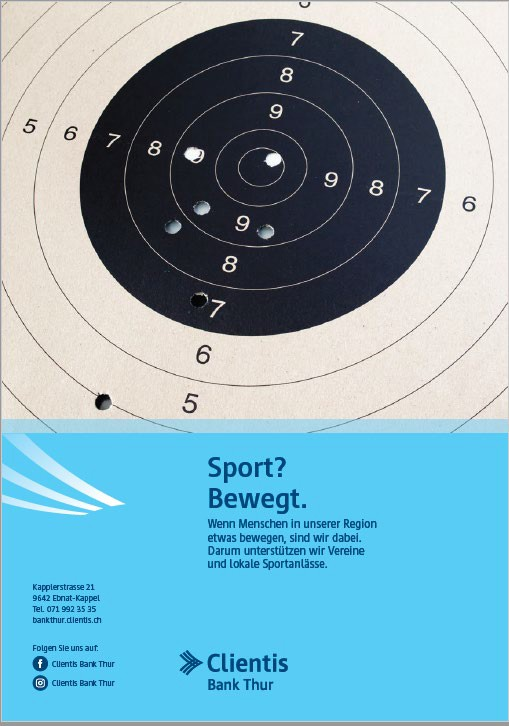 7
8
9
5 6 7 8 9 9 8 7 6
9
8
7
6
5
Sport?
Bewegt.
Wenn Menschen in unserer Region
etwas bewegen, sind wir dabei.
Darum unterstützen wir Vereine
und lokale Sportanlässe.
Kapplerstrasse 21
9642 Ebnat-Kappel
Tel. 071 992 35 35
bankthur.clientis.ch
Folgen Sie uns auf:
Clientis Bank Thur
Clientis Bank Thur
Clientis
Bank Thur